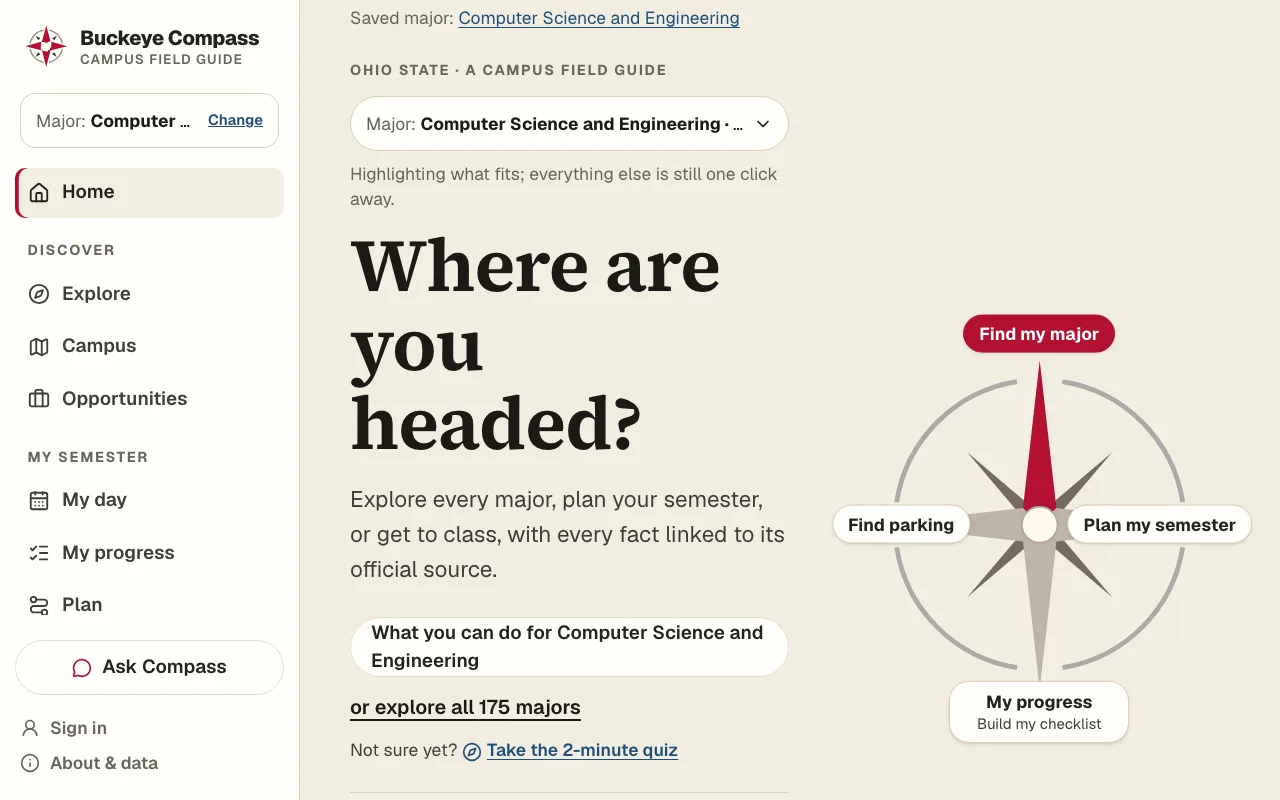 Buckeye Compass
CAMPUS FIELD GUIDE
Major: Computer ...
Change
Home
DISCOVER
Explore
Campus
Opportunities
MY SEMESTER
My day
My progress
Plan
Ask Compass
Sign in
About & data
Saved major: Computer Science and Engineering
OHIO STATE · A CAMPUS FIELD GUIDE
Major: Computer Science and Engineering · ...
Highlighting what fits; everything else is still one click
away.
Where are
you
headed?
Explore every major, plan your semester,
or get to class, with every fact linked to its
official source.
What you can do for Computer Science and
Engineering
or explore all 175 majors
Not sure yet? Take the 2-minute quiz
Find my major
Find parking
Plan my semester
My progress
Build my checklist